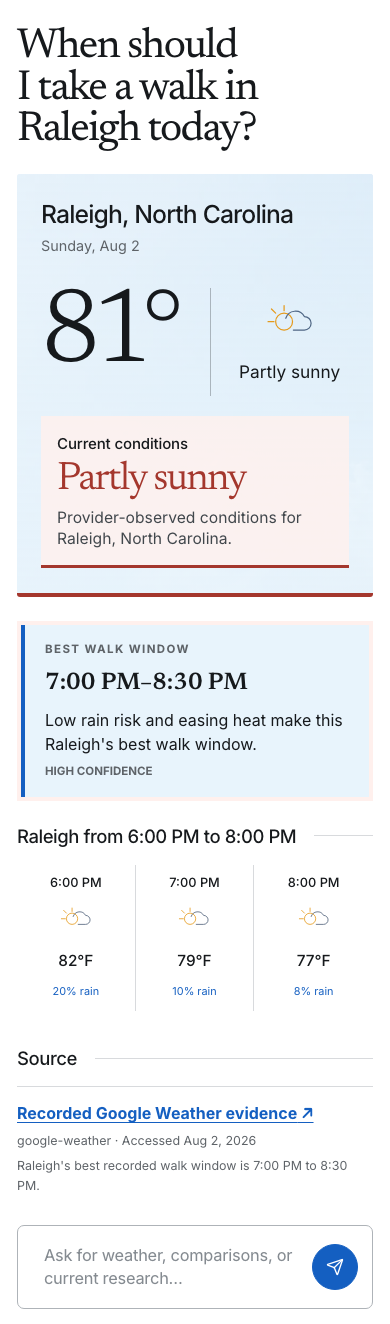 When should
I take a walk in
Raleigh today?
Raleigh, North Carolina
Sunday, Aug 2
81°
Partly sunny
Current conditions
Partly sunny
Provider-observed conditions for
Raleigh, North Carolina.
BEST WALK WINDOW
7:00 PM–8:30 PM
Low rain risk and easing heat make this
Raleigh's best walk window.
HIGH CONFIDENCE
Raleigh from 6:00 PM to 8:00 PM
6:00 PM
82°F
20% rain
7:00 PM
79°F
10% rain
8:00 PM
77°F
8% rain
Source
Recorded Google Weather evidence ↗
google-weather · Accessed Aug 2, 2026
Raleigh's best recorded walk window is 7:00 PM to 8:30
PM.
Ask for weather, comparisons, or
current research...